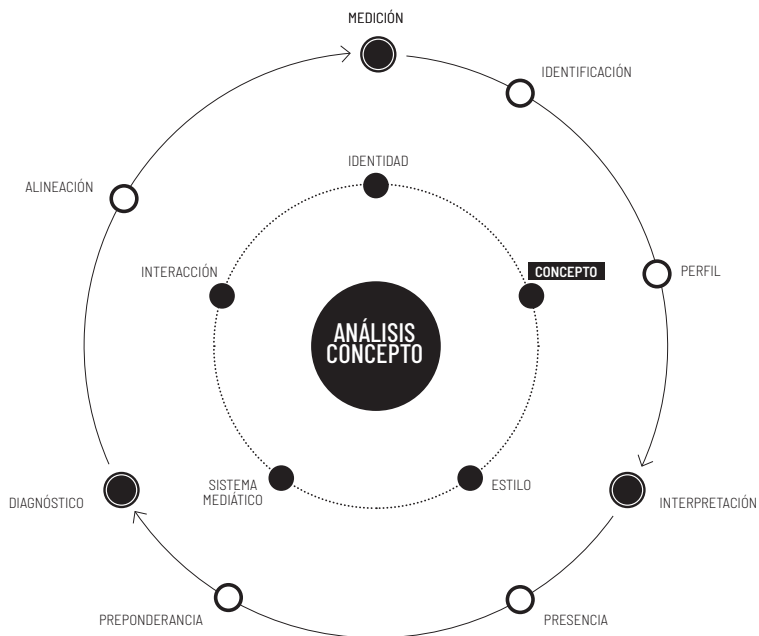 MEDICIÓN
IDENTIFICACIÓN
IDENTIDAD
ALINEACIÓN
INTERACCIÓN
CONCEPTO
PERFIL
ANÁLISIS
CONCEPTO
SISTEMA
MEDIÁTICO
ESTILO
DIAGNÓSTICO
INTERPRETACIÓN
PREPONDERANCIA
PRESENCIA